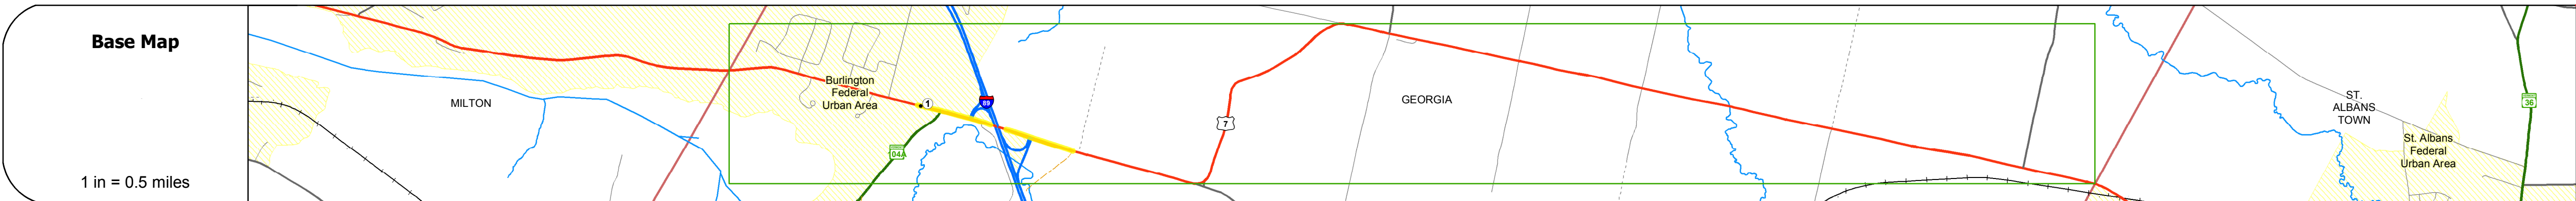 Base Map
1 in = 0.5 miles
MILTON
Burlington
Federal
Urban Area
1
89
104A
7
GEORGIA
ST.
ALBANS
TOWN
St. Albans
Federal
Urban Area
36